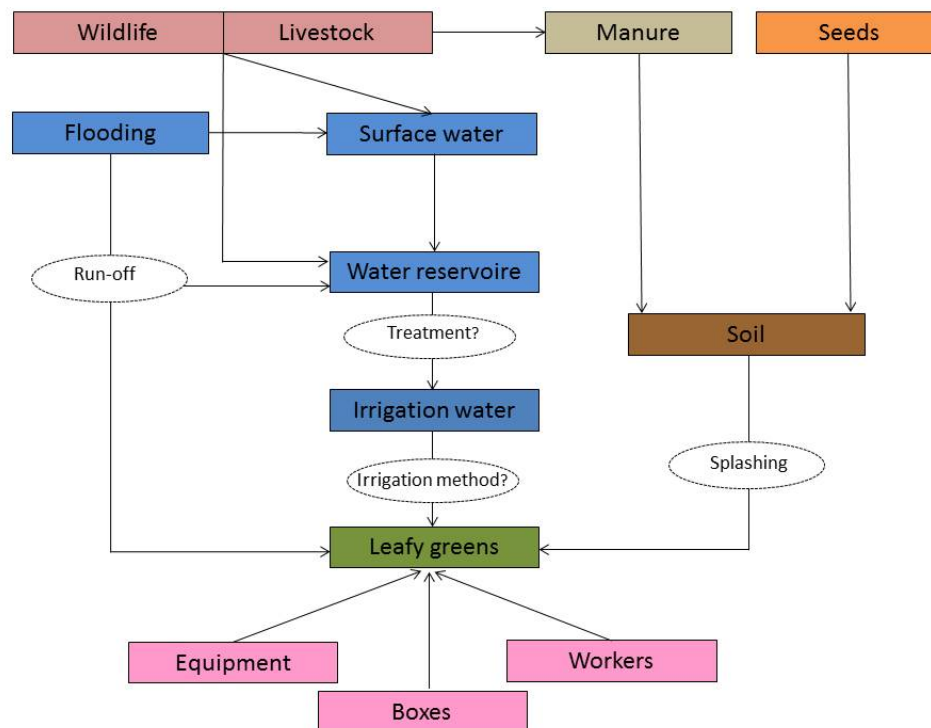 Wildlife
Livestock
Manure
Seeds
Flooding
Surface water
Run-off
Water reservoire
Treatment?
Soil
Irrigation water
Splashing
Irrigation method?
Leafy greens
Equipment
Workers
Boxes